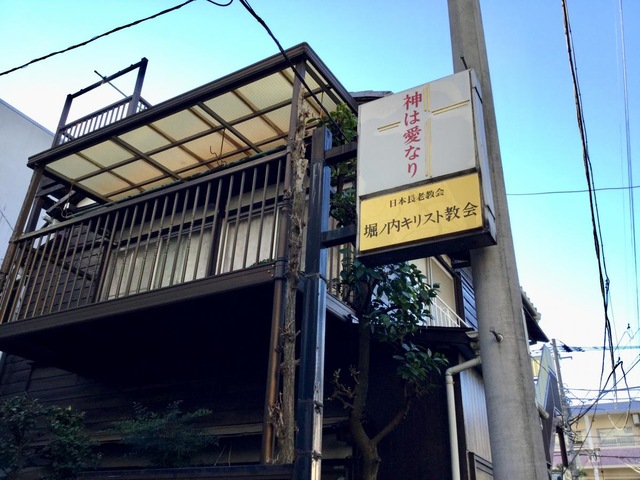 神は愛なり
日本長老教会
堀ノ内キリスト教会